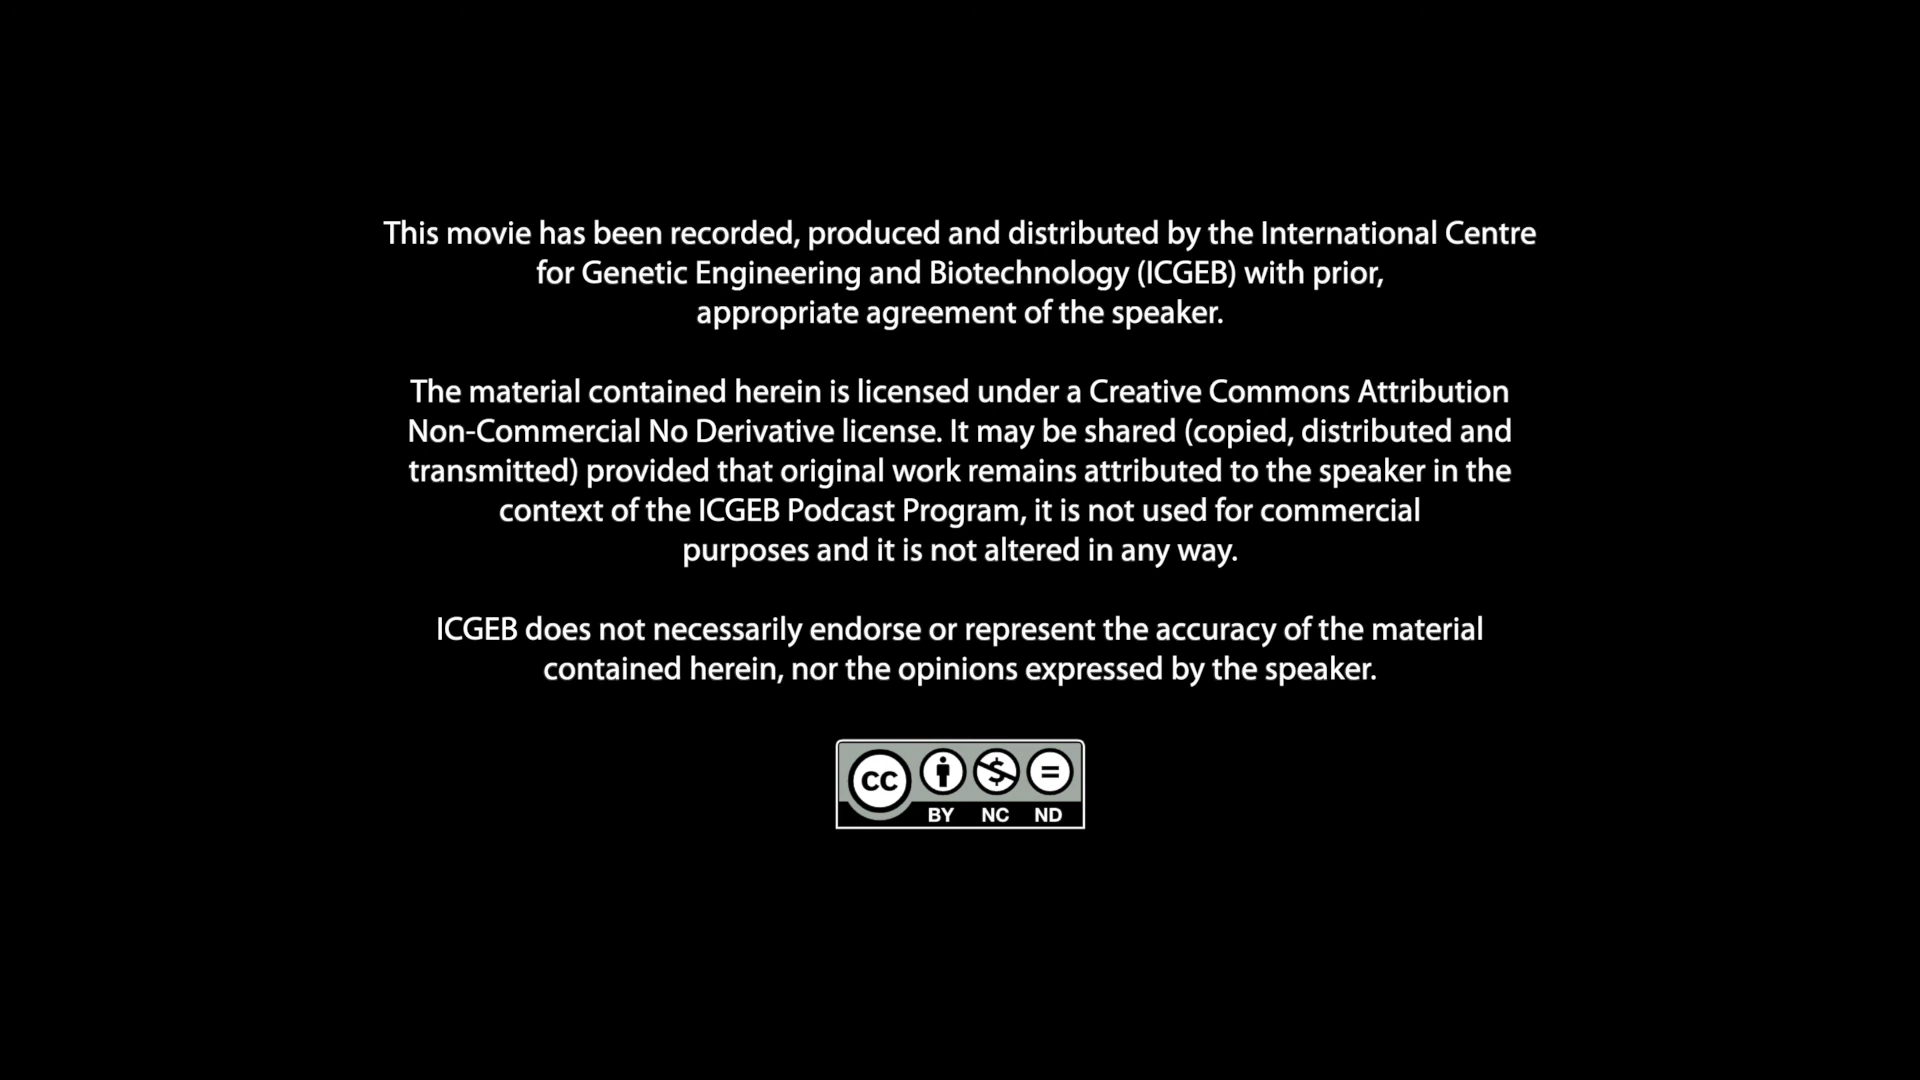 This movie has been recorded, produced and distributed by the International Centre
for Genetic Engineering and Biotechnology (ICGEB) with prior,
appropriate agreement of the speaker.
The material contained herein is licensed under a Creative Commons Attribution
Non-Commercial No Derivative license. It may be shared (copied, distributed and
transmitted) provided that original work remains attributed to the speaker in the
context of the ICGEB Podcast Program, it is not used for commercial
purposes and it is not altered in any way.
ICGEB does not necessarily endorse or represent the accuracy of the material
contained herein, nor the opinions expressed by the speaker.
CC
BY NC ND